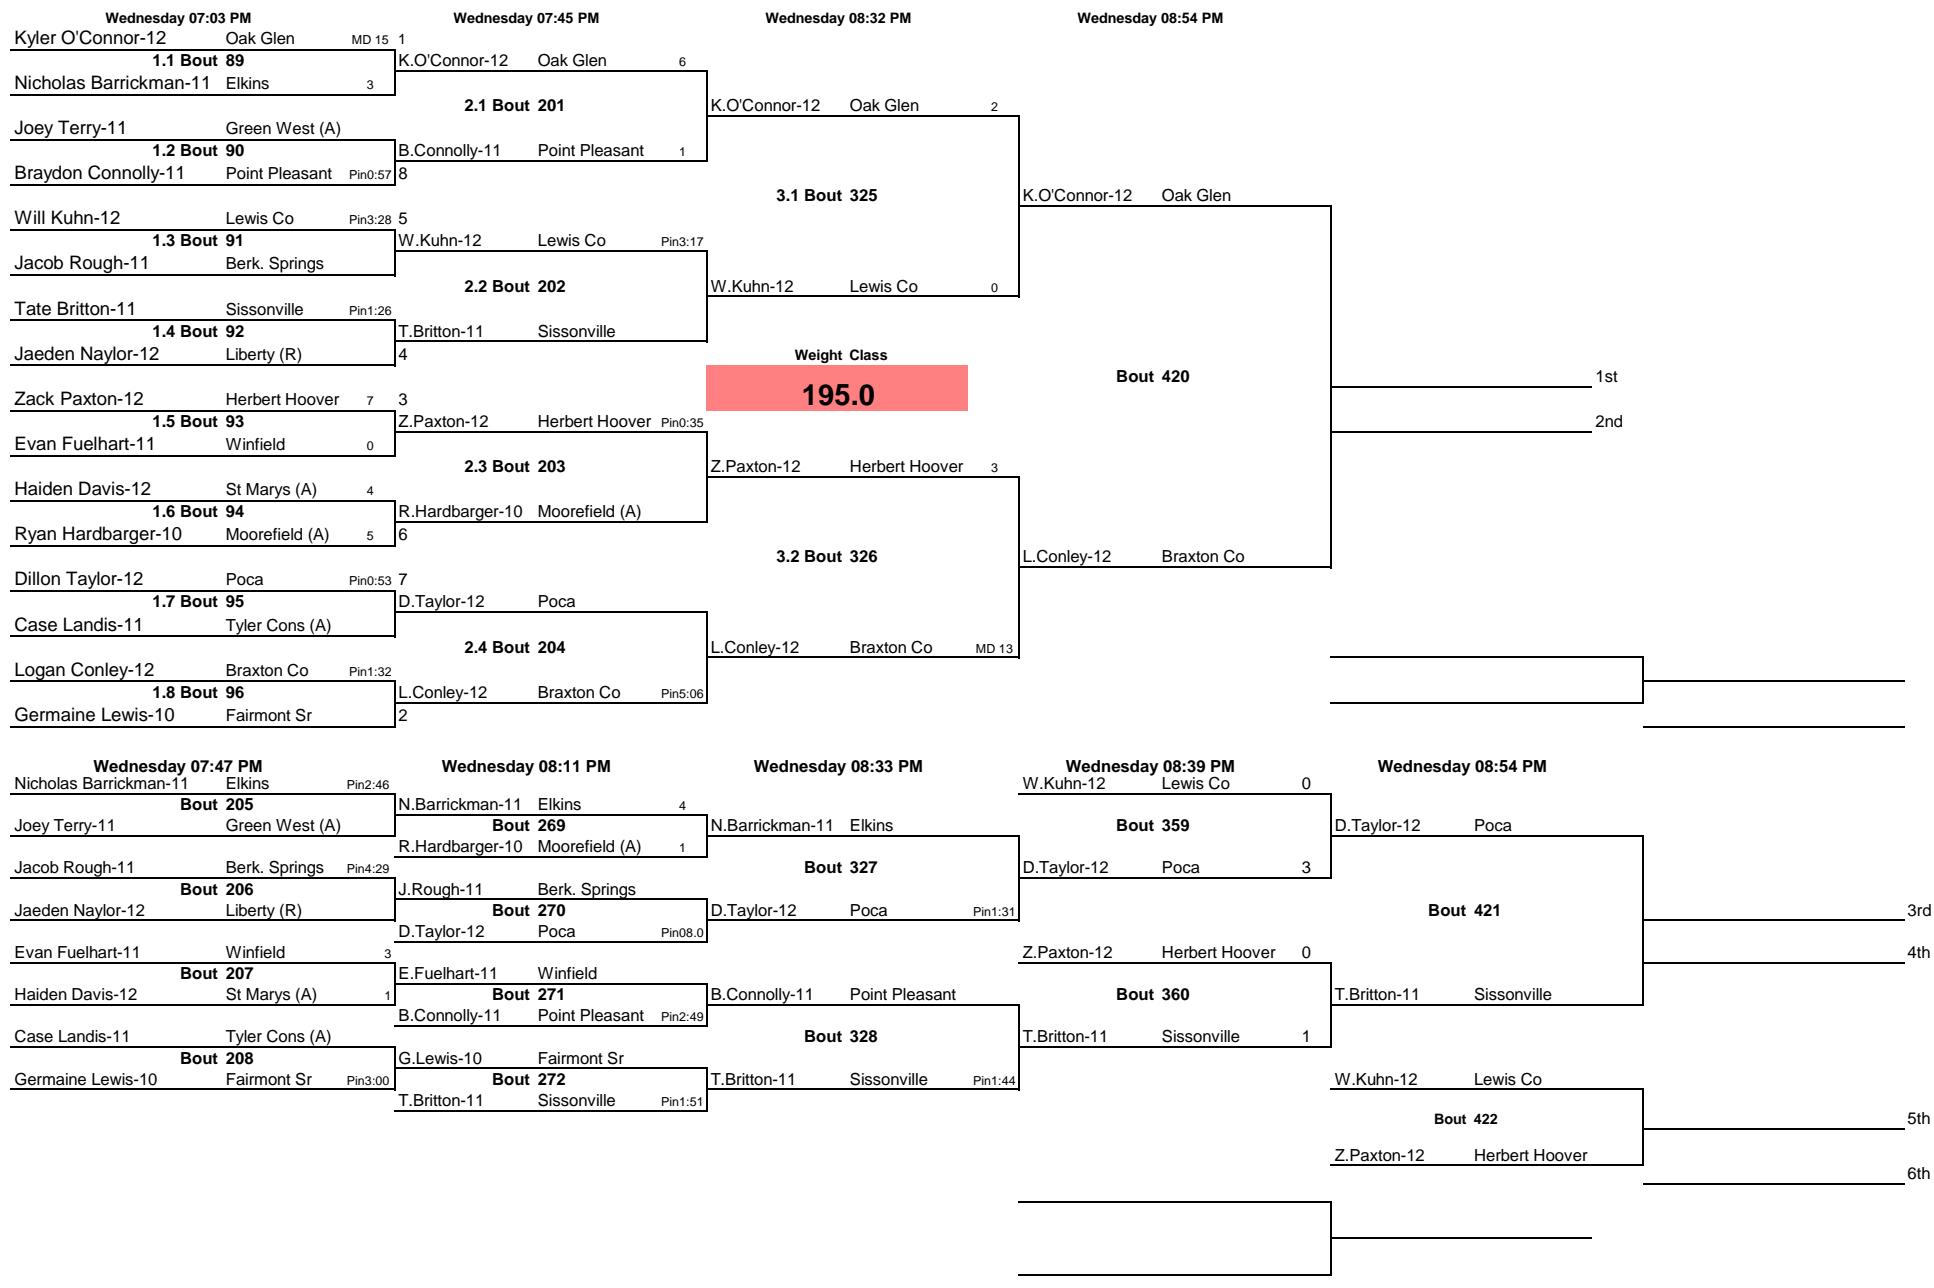 Wednesday 07:03 PM Wednesday 07:45 PM Wednesday 08:32 PM Wednesday 08:54 PM
Kyler O'Connor-12 Oak Glen MD 15 1
1.1 Bout 89 K.O'Connor-12 Oak Glen 6
Nicholas Barrickman-11 Elkins 3
2.1 Bout 201 K.O'Connor-12 Oak Glen 2
Joey Terry-11 Green West (A)
1.2 Bout 90 B.Connolly-11 Point Pleasant 1
Braydon Connolly-11 Point Pleasant Pin0:57 8
3.1 Bout 325 K.O'Connor-12 Oak Glen
Will Kuhn-12 Lewis Co Pin3:28 5
1.3 Bout 91 W.Kuhn-12 Lewis Co Pin3:17
Jacob Rough-11 Berk. Springs
2.2 Bout 202 W.Kuhn-12 Lewis Co 0
Tate Britton-11 Sissonville Pin1:26
1.4 Bout 92 T.Britton-11 Sissonville
Jaeden Naylor-12 Liberty (R) 4 Weight Class
Bout 420 1st
195.0
Zack Paxton-12 Herbert Hoover 7 3
1.5 Bout 93 Z.Paxton-12 Herbert Hoover Pin0:35 2nd
Evan Fuelhart-11 Winfield 0
2.3 Bout 203 Z.Paxton-12 Herbert Hoover 3
Haiden Davis-12 St Marys (A) 4
1.6 Bout 94 R.Hardbarger-10 Moorefield (A)
Ryan Hardbarger-10 Moorefield (A) 5 6
3.2 Bout 326 L.Conley-12 Braxton Co
Dillon Taylor-12 Poca Pin0:53 7
1.7 Bout 95 D.Taylor-12 Poca
Case Landis-11 Tyler Cons (A)
2.4 Bout 204 L.Conley-12 Braxton Co MD 13
Logan Conley-12 Braxton Co Pin1:32
1.8 Bout 96 L.Conley-12 Braxton Co Pin5:06
Germaine Lewis-10 Fairmont Sr 2
Wednesday 07:47 PM Wednesday 08:11 PM Wednesday 08:33 PM Wednesday 08:39 PM Wednesday 08:54 PM
Nicholas Barrickman-11 Elkins Pin2:46 W.Kuhn-12 Lewis Co 0
Bout 205 N.Barrickman-11 Elkins 4
Joey Terry-11 Green West (A) Bout 269 N.Barrickman-11 Elkins Bout 359 D.Taylor-12 Poca
R.Hardbarger-10 Moorefield (A) 1
Jacob Rough-11 Berk. Springs Pin4:29 Bout 327 D.Taylor-12 Poca 3
Bout 206 J.Rough-11 Berk. Springs
Jaeden Naylor-12 Liberty (R) Bout 270 D.Taylor-12 Poca Pin1:31 Bout 421 3rd
D.Taylor-12 Poca Pin08.0
Evan Fuelhart-11 Winfield 3 Z.Paxton-12 Herbert Hoover 0 4th
Bout 207 E.Fuelhart-11 Winfield
Haiden Davis-12 St Marys (A) 1 Bout 271 B.Connolly-11 Point Pleasant Bout 360 T.Britton-11 Sissonville
B.Connolly-11 Point Pleasant Pin2:49
Case Landis-11 Tyler Cons (A) Bout 328 T.Britton-11 Sissonville 1
Bout 208 G.Lewis-10 Fairmont Sr
Germaine Lewis-10 Fairmont Sr Pin3:00 Bout 272 T.Britton-11 Sissonville Pin1:44 W.Kuhn-12 Lewis Co
T.Britton-11 Sissonville Pin1:51
Bout 422 5th
Z.Paxton-12 Herbert Hoover
6th